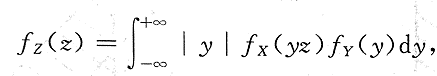 f_Z(z) = ∫_{-∞}^{+∞} | y | f_X(yz) f_Y(y) dy,